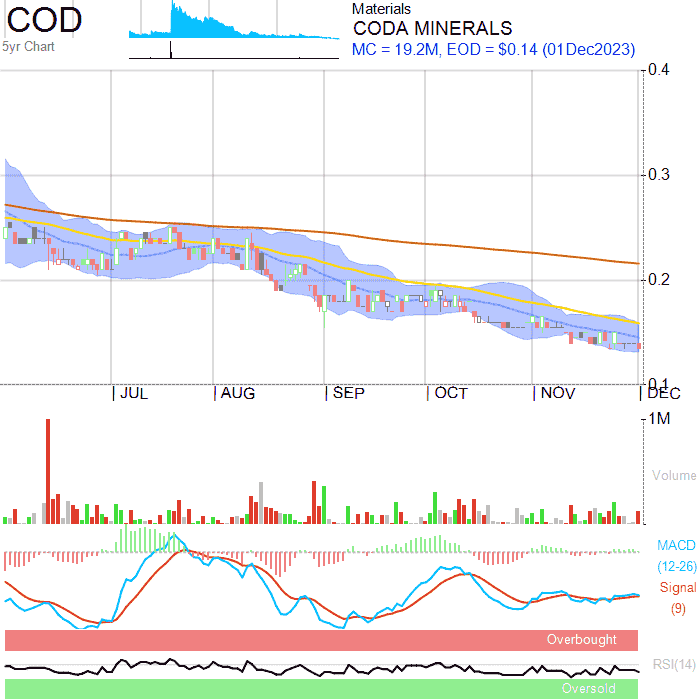 COD
5yr Chart
Materials
CODA MINERALS
MC = 19.2M, EOD = $0.14 (01Dec2023)
0.4
0.3
0.2
0.1
JUL AUG SEP OCT NOV DEC
1M
Volume
MACD
(12-26)
Signal
(9)
Overbought
RSI(14)
Oversold